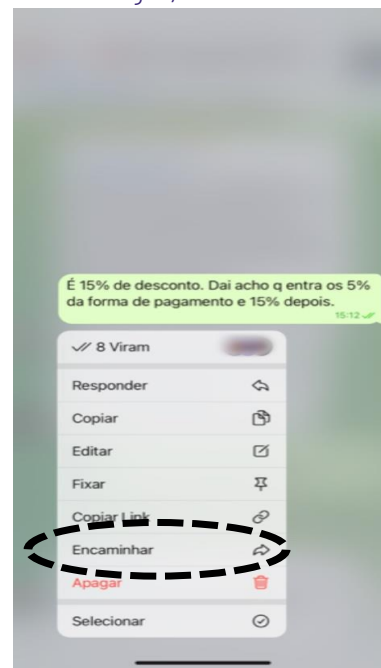 É 15% de desconto. Dai acho q entra os 5%
da forma de pagamento e 15% depois.
15:12
8 Viram
Responder
Copiar
Editar
Fixar
Copiar Link
Encaminhar
Apagar
Selecionar